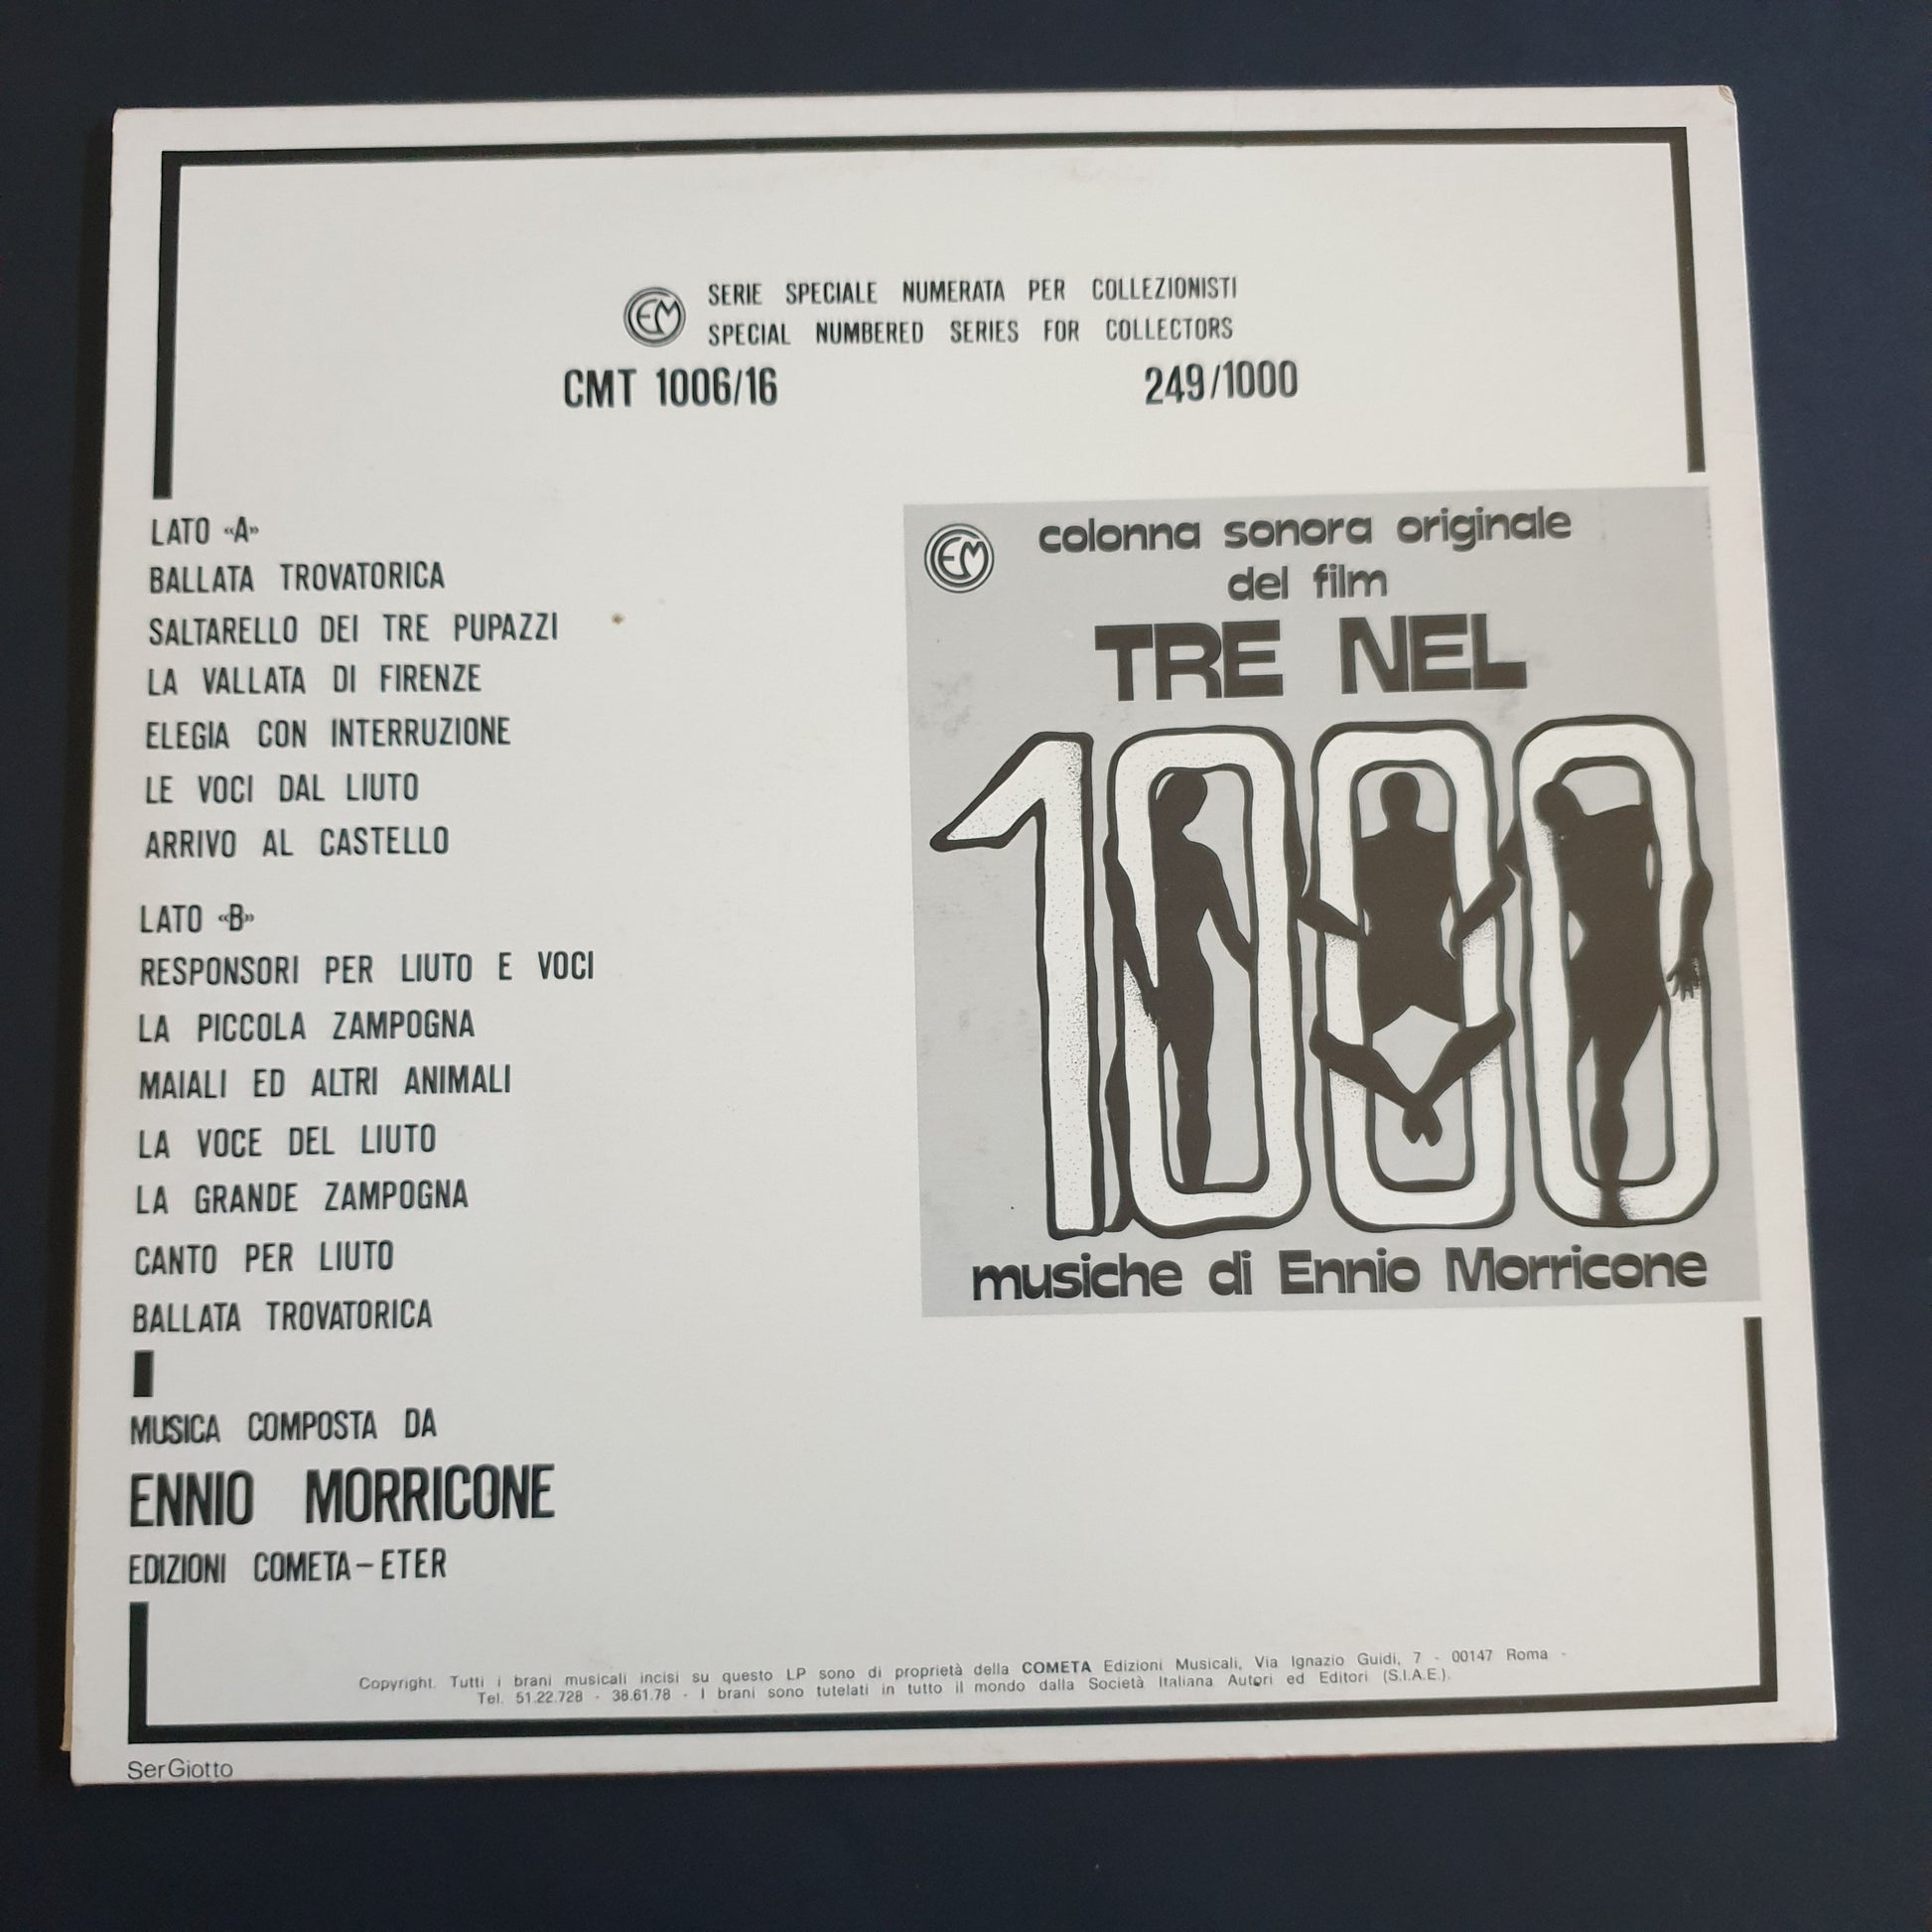 EM
SERIE SPECIALE NUMERATA PER COLLEZIONISTI
SPECIAL NUMBERED SERIES FOR COLLECTORS
CMT 1006/16
249/1000
LATO «A»
BALLATA TROVATORICA
SALTARELLO DEI TRE PUPAZZI
LA VALLATA DI FIRENZE
ELEGIA CON INTERRUZIONE
LE VOCI DAL LIUTO
ARRIVO AL CASTELLO
LATO «B»
RESPONSORI PER LIUTO E VOCI
LA PICCOLA ZAMPOGNA
MAIALI ED ALTRI ANIMALI
LA VOCE DEL LIUTO
LA GRANDE ZAMPOGNA
CANTO PER LIUTO
BALLATA TROVATORICA
MUSICA COMPOSTA DA
ENNIO MORRICONE
EDIZIONI COMETA-ETER
EM
colonna sonora originale
del film
TRE NEL
1000
musiche di Ennio Morricone
Copyright. Tutti i brani musicali incisi su questo LP sono di proprietà della COMETA Edizioni Musicali, Via Ignazio Guidi, 7 - 00147 Roma -
Tel. 51.22.728 - 38.61.78 - I brani sono tutelati in tutto il mondo dalla Società Italiana Autori ed Editori (S.I.A.E.).
SerGiotto